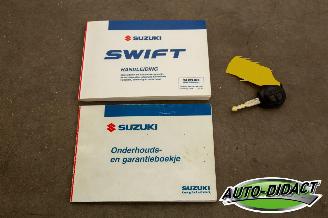 SUZUKI
SWIFT
HANDLEIDING
SUZUKI
Onderhouds-
en garantieboekje
SUZUKI
AUTO-DIDACT